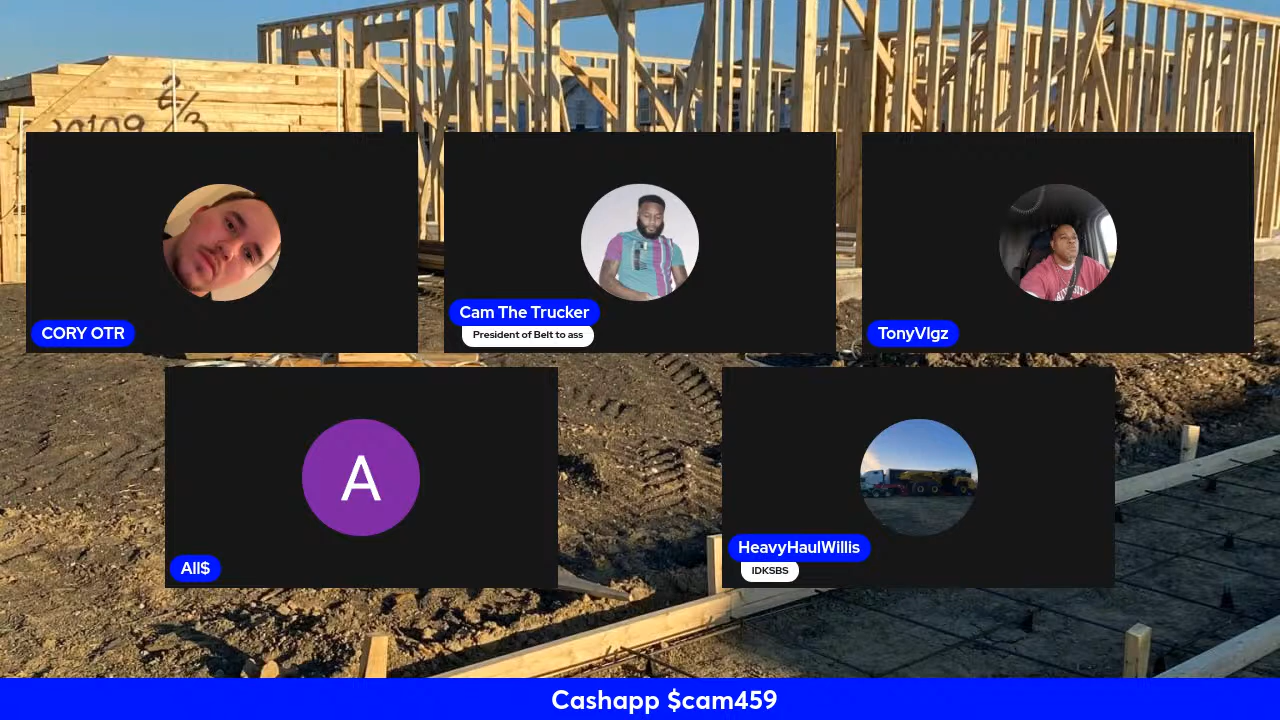 CORY OTR
Cam The Trucker
President of Belt to ass
TonyVlgz
A
All$
HeavyHaulWillis
IDKSBS
Cashapp $cam459